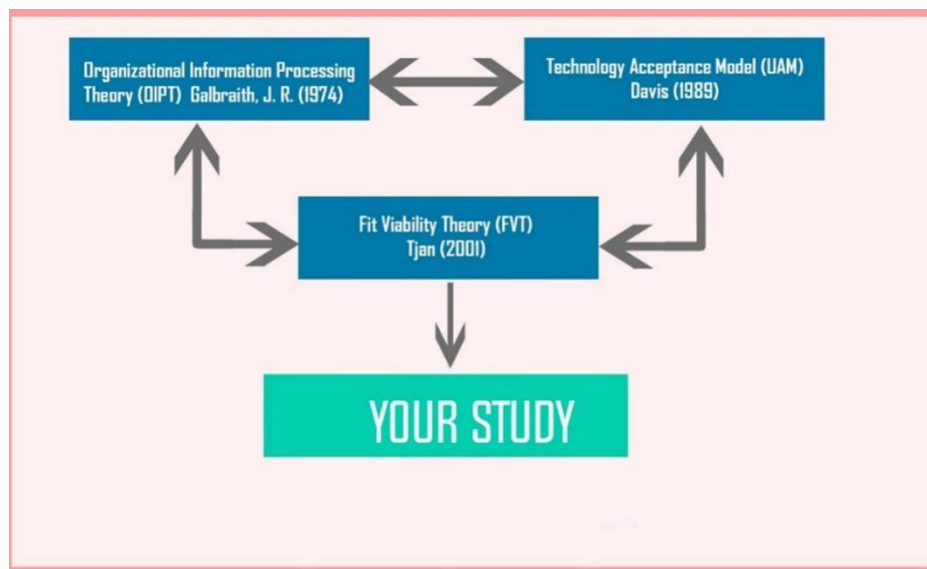 Organizational Information Processing
Theory (OIPT) Galbraith, J. R. (1974)
Technology Acceptance Model (UAM)
Davis (1989)
Fit Viability Theory (FVT)
Tjan (2001)
YOUR STUDY